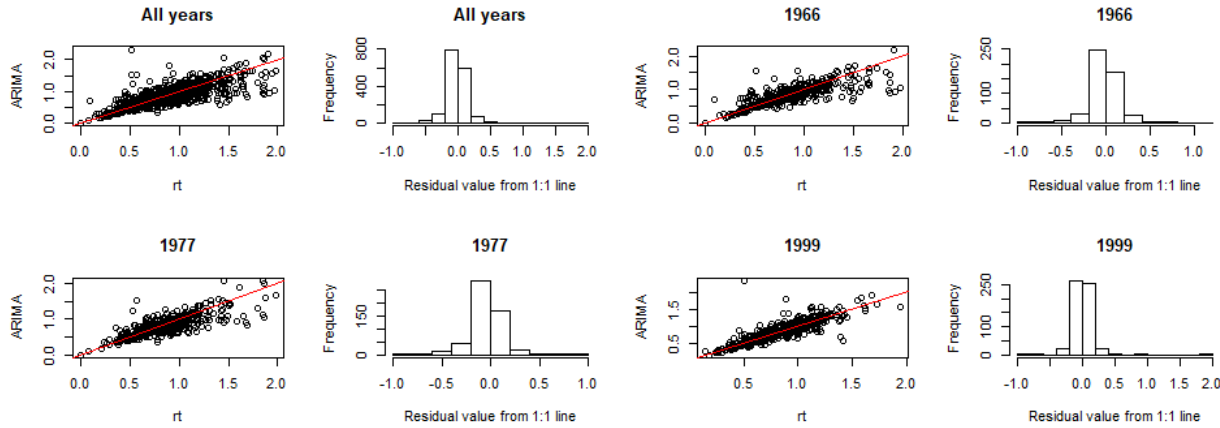 All years
ARIMA
0.0 1.0 2.0
0.0 0.5 1.0 1.5 2.0
rt
All years
Frequency
0 400 800
-1.0 0.0 0.5 1.0 1.5 2.0
Residual value from 1:1 line
1966
ARIMA
0.0 1.0 2.0
0.0 0.5 1.0 1.5 2.0
rt
1966
Frequency
0 100 250
-1.0 -0.5 0.0 0.5 1.0
Residual value from 1:1 line
1977
ARIMA
0.0 1.0 2.0
0.0 0.5 1.0 1.5 2.0
rt
1977
Frequency
0 150
-1.0 -0.5 0.0 0.5 1.0
Residual value from 1:1 line
1999
ARIMA
0.5 1.5
0.5 1.0 1.5 2.0
rt
1999
Frequency
0 100 250
-1.0 0.0 0.5 1.0 1.5 2.0
Residual value from 1:1 line